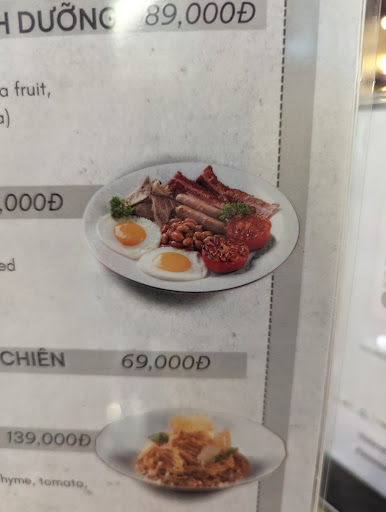 H DƯỠNG 89,000Đ
a fruit,
a)
,000Đ
ed
CHIÊN 69,000Đ
139,000Đ
hyme, tomato,